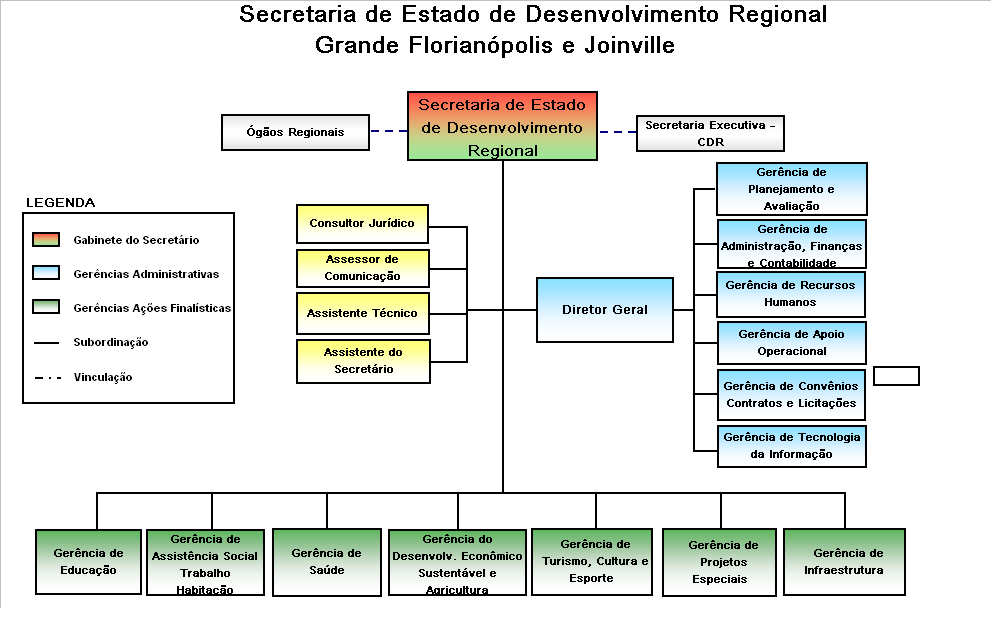 Secretaria de Estado de Desenvolvimento Regional
Grande Florianópolis e Joinville
Secretaria de Estado
de Desenvolvimento
Regional
Ógãos Regionais
Secretaria Executiva –
CDR
LEGENDA
Gabinete do Secretário
Gerências Administrativas
Gerências Ações Finalísticas
Subordinação
Vinculação
Consultor Jurídico
Assessor de
Comunicação
Assistente Técnico
Assistente do
Secretário
Diretor Geral
Gerência de
Planejamento e
Avaliação
Gerência de
Administração, Finanças
e Contabilidade
Gerência de Recursos
Humanos
Gerência de Apoio
Operacional
Gerência de Convênios
Contratos e Licitações
Gerência de Tecnologia
da Informação
Gerência de
Educação
Gerência de
Assistência Social
Trabalho
Habitação
Gerência de
Saúde
Gerência do
Desenvolv. Econômico
Sustentável e
Agricultura
Gerência de
Turismo, Cultura e
Esporte
Gerência de
Projetos
Especiais
Gerência de
Infraestrutura